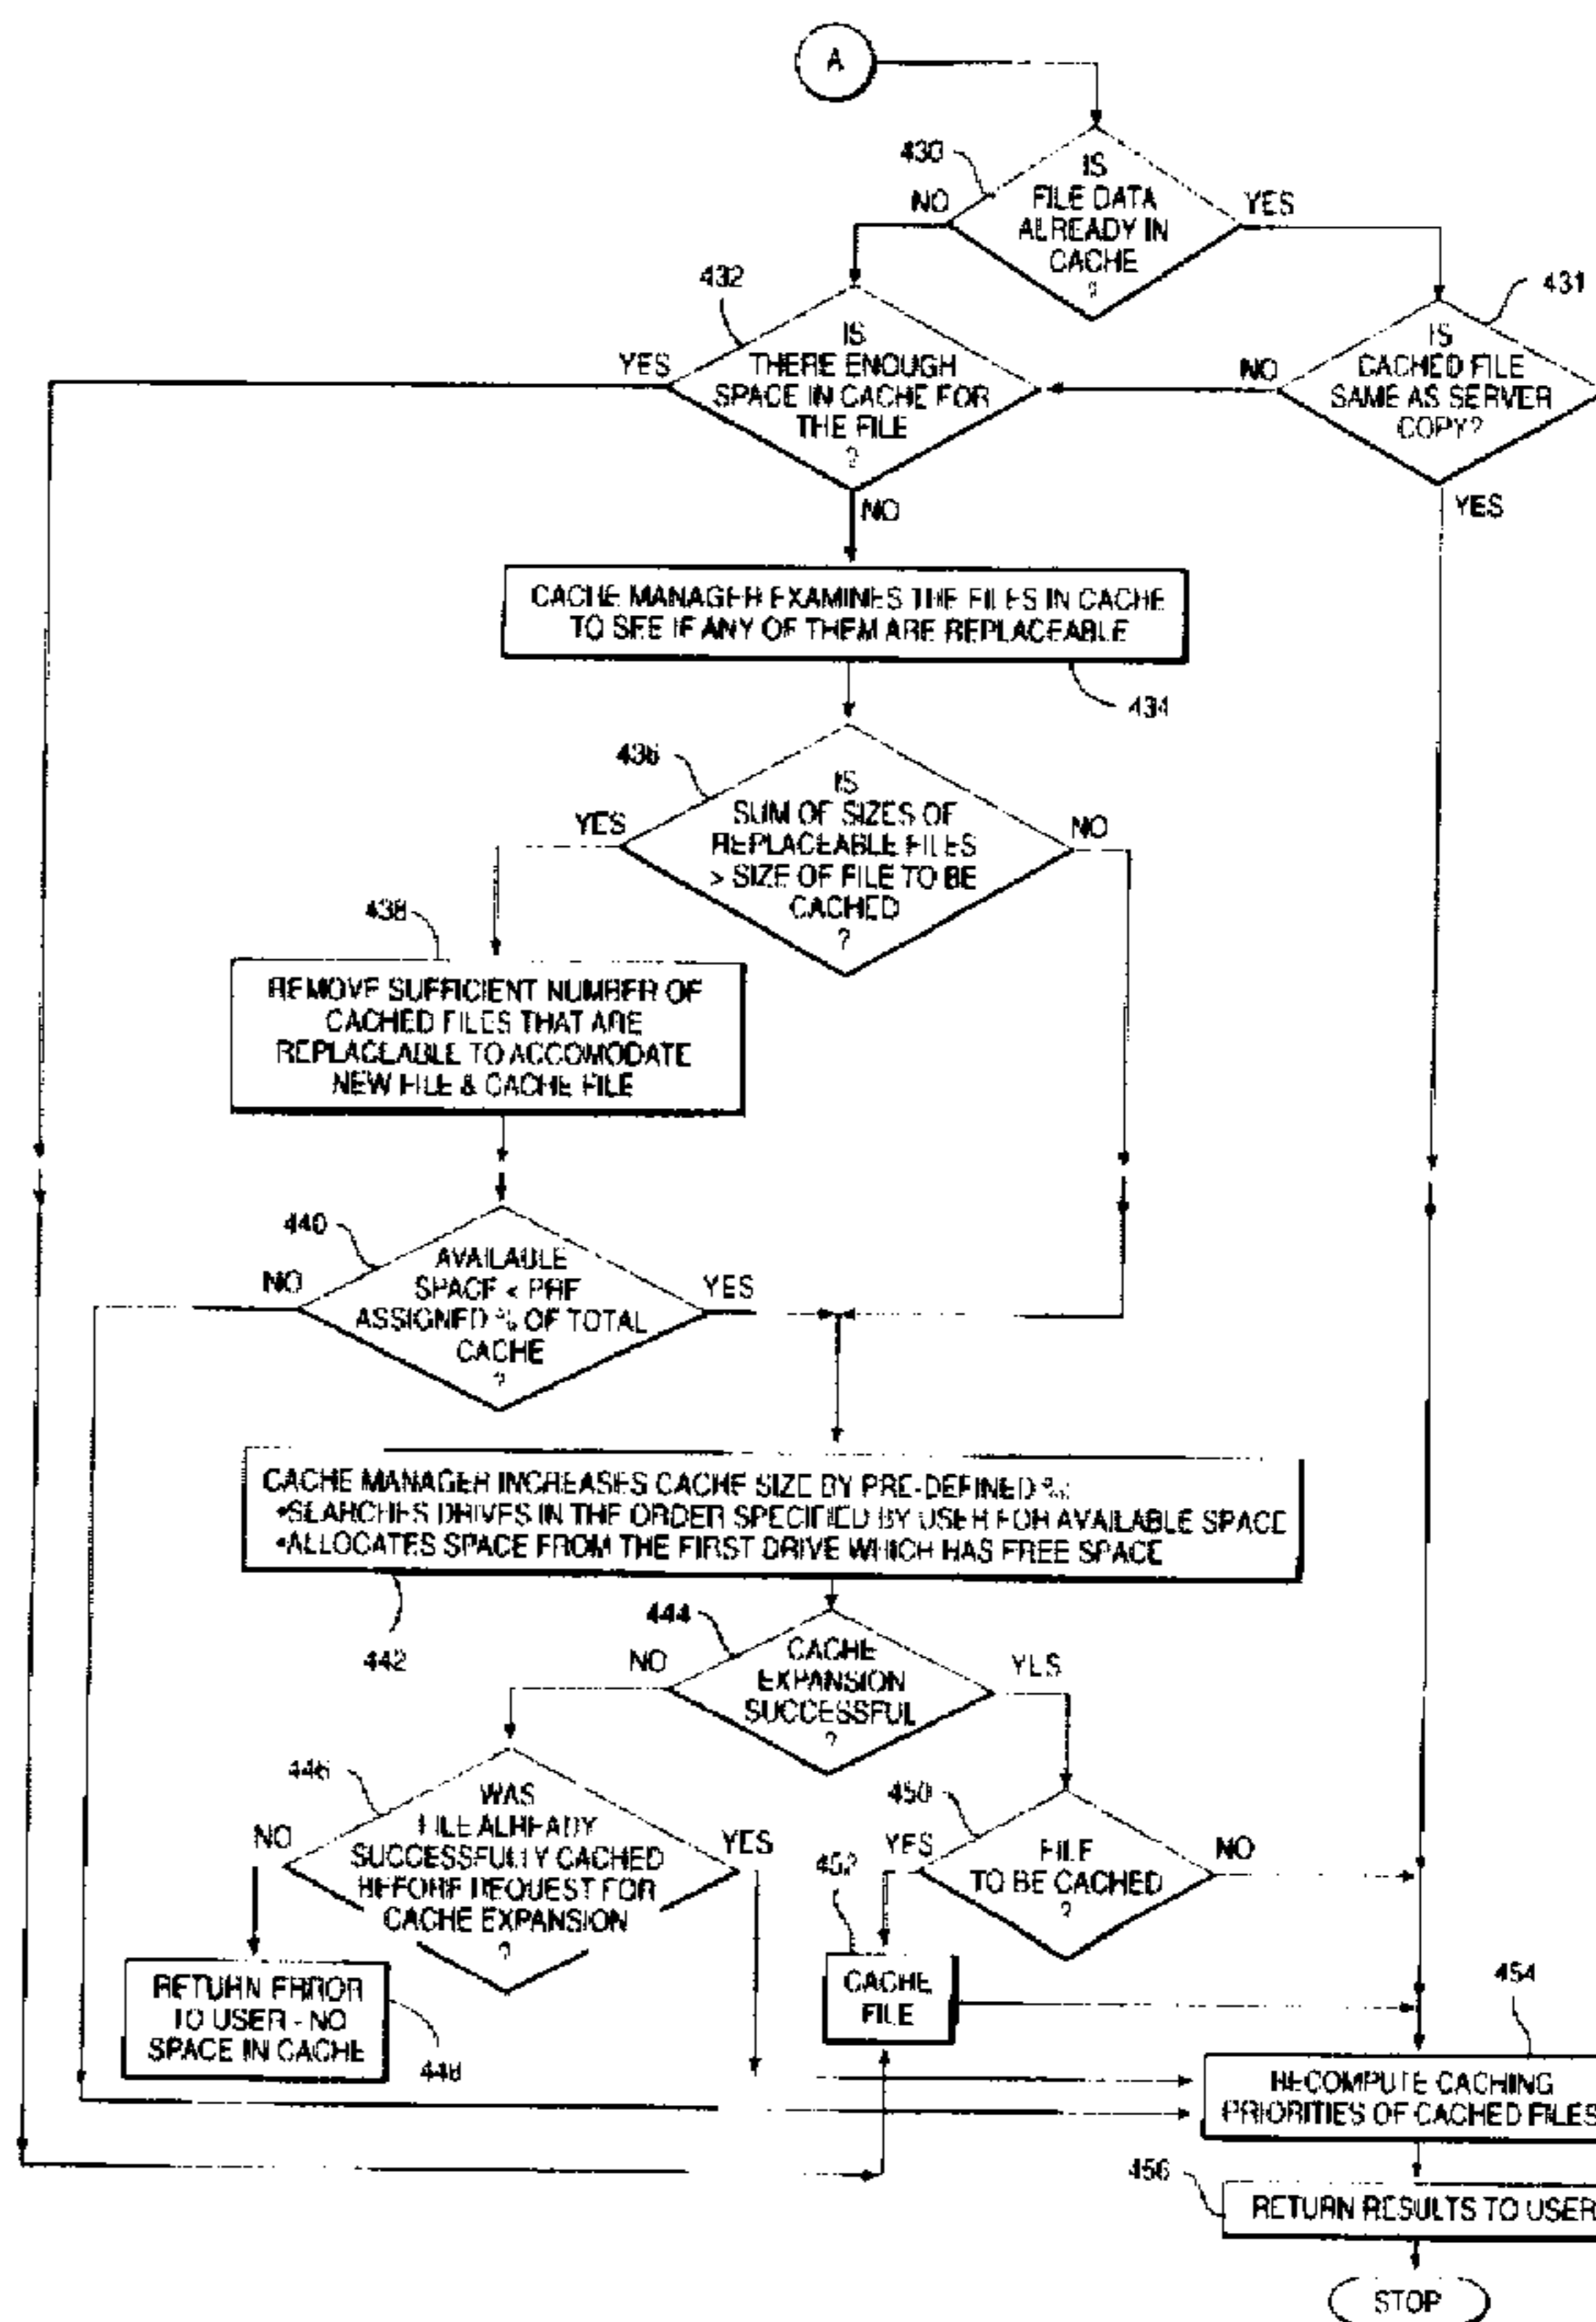 A
430
IS
FILE DATA
ALREADY IN
CACHE
?
NO
YES
432
431
IS
THERE ENOUGH
SPACE IN CACHE FOR
THE FILE
?
YES
NO
IS
CACHED FILE
SAME AS SERVER
COPY?
NO
YES
CACHE MANAGER EXAMINES THE FILES IN CACHE
TO SEE IF ANY OF THEM ARE REPLACEABLE
434
436
IS
SUM OF SIZES OF
REPLACEABLE FILES
> SIZE OF FILE TO BE
CACHED
?
YES
NO
438
REMOVE SUFFICIENT NUMBER OF
CACHED FILES THAT ARE
REPLACEABLE TO ACCOMODATE
NEW FILE & CACHE FILE
440
AVAILABLE
SPACE < PRE
ASSIGNED % OF TOTAL
CACHE
?
NO
YES
CACHE MANAGER INCREASES CACHE SIZE BY PRE-DEFINED %:
•SEARCHES DRIVES IN THE ORDER SPECIFIED BY USER FOR AVAILABLE SPACE
•ALLOCATES SPACE FROM THE FIRST DRIVE WHICH HAS FREE SPACE
442
444
CACHE
EXPANSION
SUCCESSFUL
?
NO
YES
446
WAS
FILE ALREADY
SUCCESSFULLY CACHED
BEFORE REQUEST FOR
CACHE EXPANSION
?
NO
YES
450
FILE
TO BE CACHED
?
YES
NO
452
CACHE
FILE
RETURN ERROR
TO USER - NO
SPACE IN CACHE
448
454
RECOMPUTE CACHING
PRIORITIES OF CACHED FILES
456
RETURN RESULTS TO USER
STOP